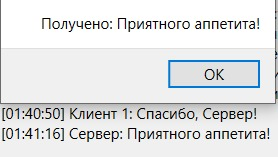 Получено: Приятного аппетита!
OK
[01:40:50] Клиент 1: Спасибо, Сервер!
[01:41:16] Сервер: Приятного аппетита!